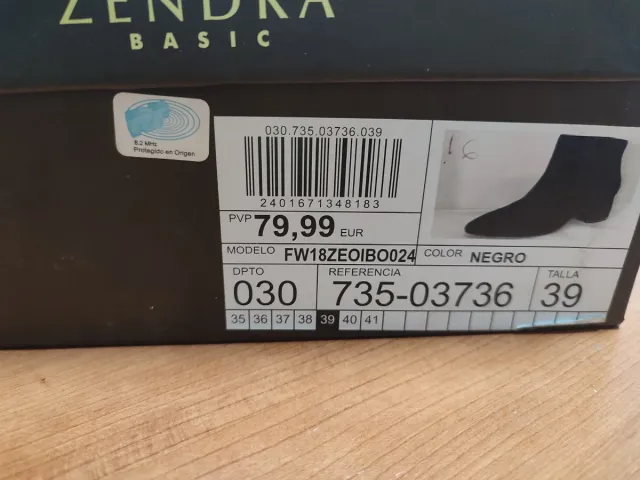 ZENDRA
BASIC
8.2 MHz
Protegido en Origen
030.735.03736.039
2401671348183
PVP 79,99 EUR
MODELO FW18ZEOIBO024 COLOR NEGRO
DPTO REFERENCIA TALLA
030 735-03736 39
35 36 37 38 39 40 41